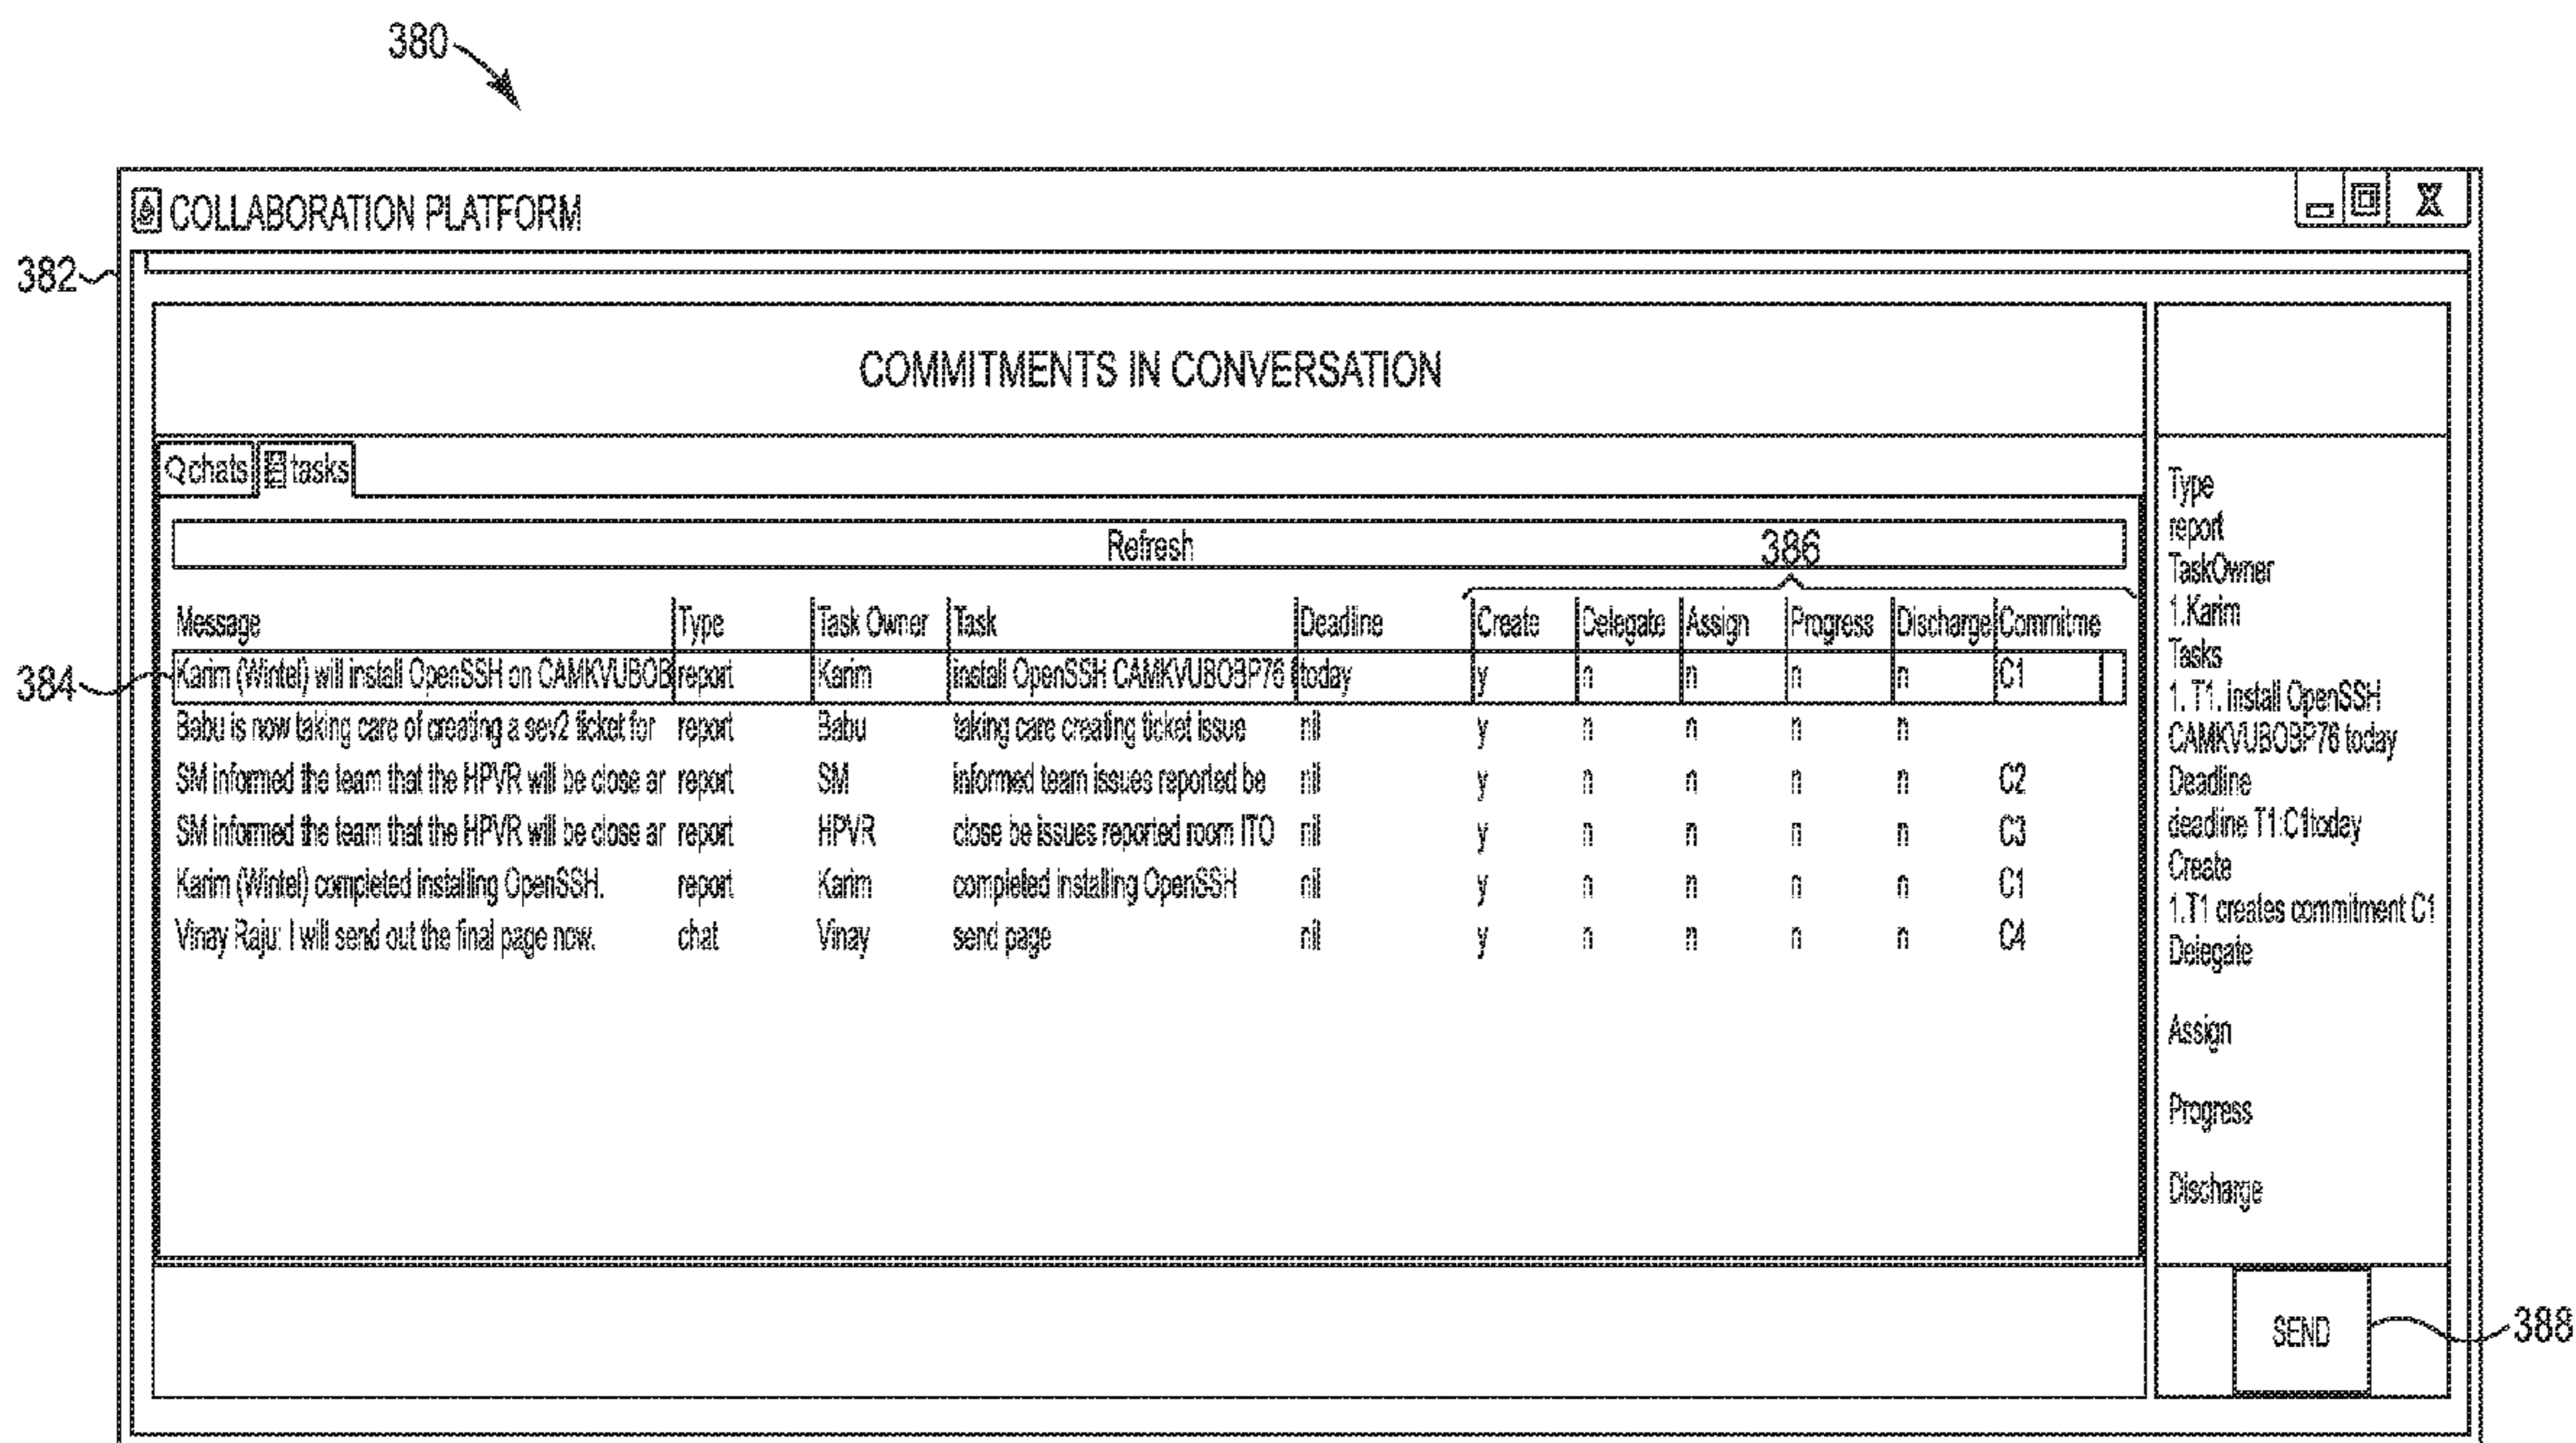 380
COLLABORATION PLATFORM
382
COMMITMENTS IN CONVERSATION
chats tasks
Refresh 386
Message Type Task Owner Task Deadline Create Delegate Assign Progress Discharge Commitme
384 Karim (Wintel) will install OpenSSH on CAMKVUBOB report Karim install OpenSSH CAMKVUBOBP76 today y n n n n C1
Babu is now taking care of creating a sev2 ticket for report Babu taking care creating ticket issue nil y n n n n
SM informed the team that the HPVR will be close ar report SM informed team issues reported be nil y n n n n C2
SM informed the team that the HPVR will be close ar report HPVR close be issues reported room ITO nil y n n n n C3
Karim (Wintel) completed installing OpenSSH. report Karim completed installing OpenSSH nil y n n n n C1
Vinay Raju: I will send out the final page now. chat Vinay send page nil y n n n n C4
Type
report
TaskOwner
1.Karim
Tasks
1. T1. install OpenSSH
CAMKVUBOBP76 today
Deadline
deadline T1:C1today
Create
1.T1 creates commitment C1
Delegate
Assign
Progress
Discharge
SEND 388